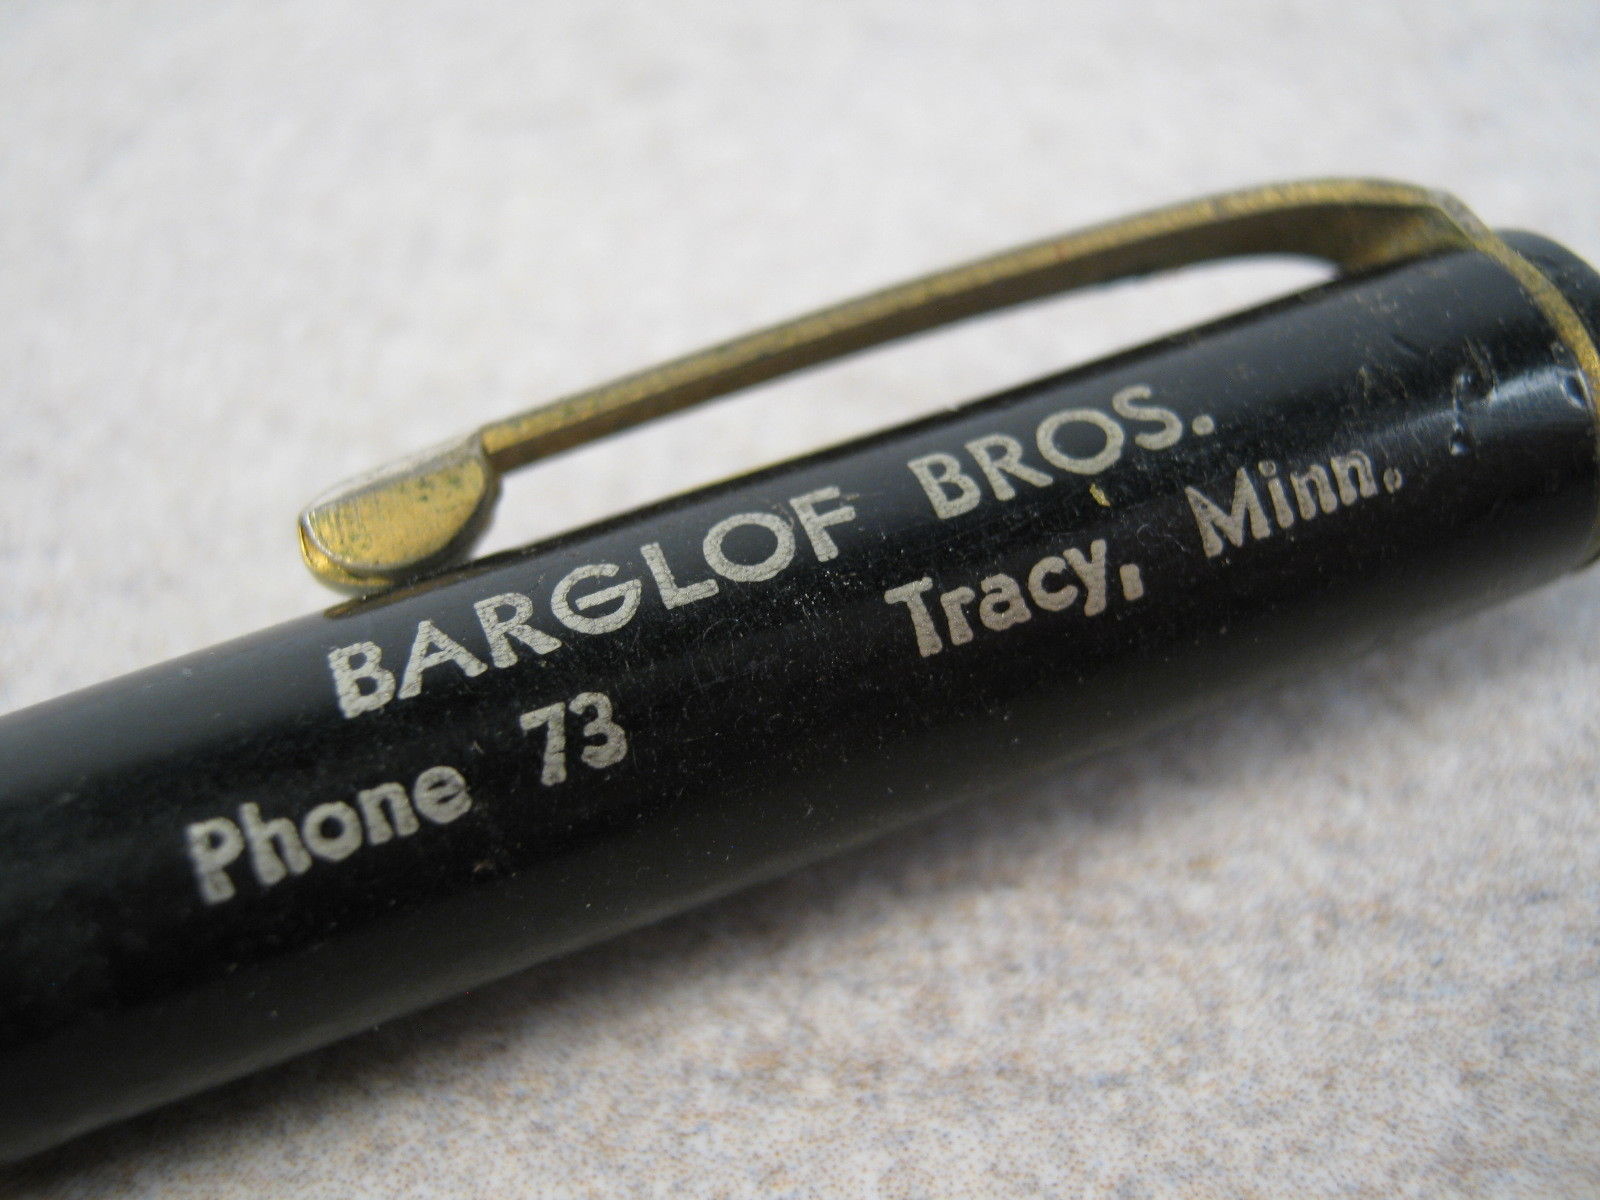 BARGLOF BROS.
Phone 73 Tracy, Minn.